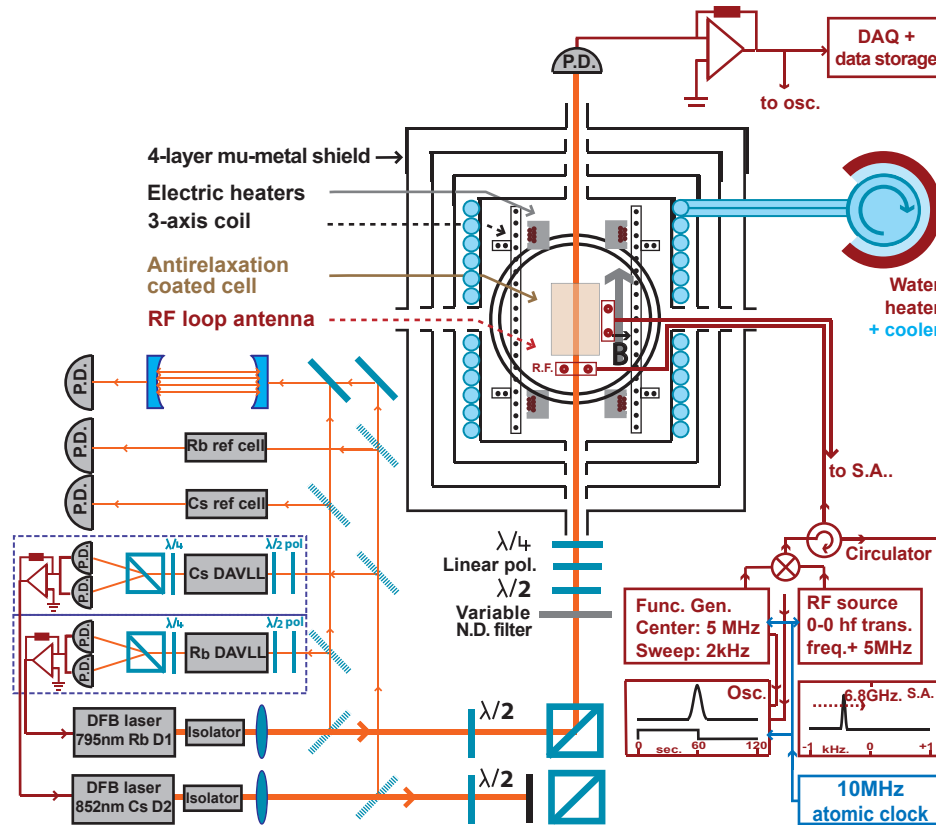 P.D.
DAQ +
data storage
to osc.
4-layer mu-metal shield
Electric heaters
3-axis coil
Antirelaxation
coated cell
RF loop antenna
B
R.F.
Water
heater
+ cooler
to S.A..
P.D.
P.D.
Rb ref cell
P.D.
Cs ref cell
P.D.
P.D.
λ/4
Cs DAVLL
λ/2 pol
P.D.
P.D.
λ/4
Rb DAVLL
λ/2 pol
λ/4
Linear pol.
λ/2
Variable
N.D. filter
Circulator
Func. Gen.
Center: 5 MHz
Sweep: 2kHz
RF source
0-0 hf trans.
freq.+ 5MHz
Osc.
0 sec. 60 120
6.8GHz. S.A.
-1 kHz. 0 +1
10MHz
atomic clock
DFB laser
795nm Rb D1
Isolator
λ/2
DFB laser
852nm Cs D2
Isolator
λ/2